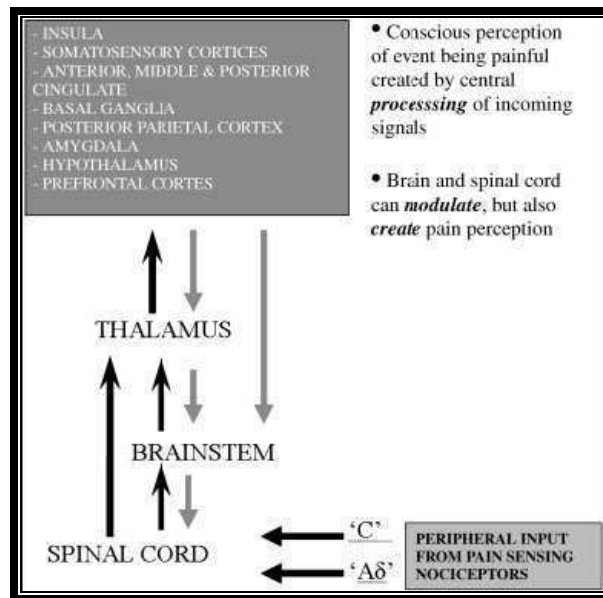 - INSULA
- SOMATOSENSORY CORTICES
- ANTERIOR, MIDDLE & POSTERIOR
CINGULATE
- BASAL GANGLIA
- POSTERIOR PARIETAL CORTEX
- AMYGDALA
- HYPOTHALAMUS
- PREFRONTAL CORTES
• Conscious perception
of event being painful
created by central
processsing of incoming
signals
• Brain and spinal cord
can modulate, but also
create pain perception
THALAMUS
BRAINSTEM
SPINAL CORD
'C'
'Aδ'
PERIPHERAL INPUT
FROM PAIN SENSING
NOCICEPTORS